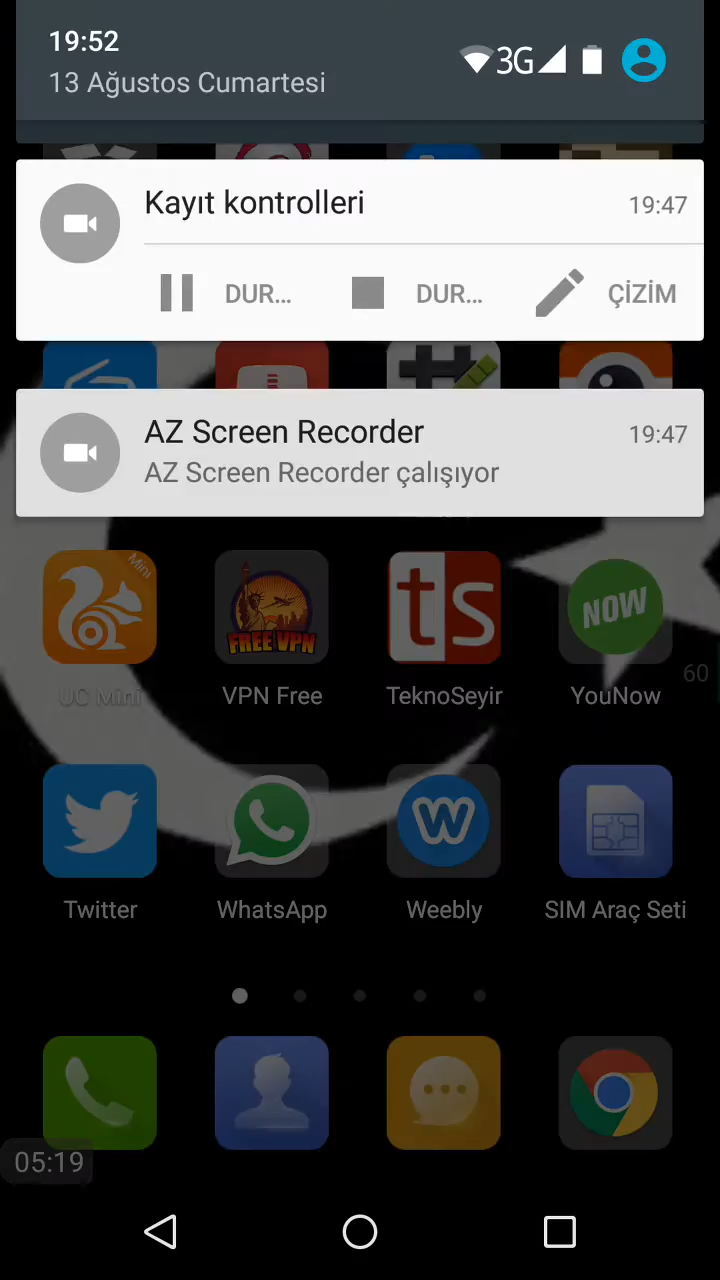 19:52
3G
13 Ağustos Cumartesi
Kayıt kontrolleri
19:47
DUR...
DUR...
ÇİZİM
AZ Screen Recorder
19:47
AZ Screen Recorder çalışıyor
Mini
FREE VPN
ts
NOW
60
UC Mini
VPN Free
TeknoSeyir
YouNow
W
Twitter
WhatsApp
Weebly
SIM Araç Seti
05:19